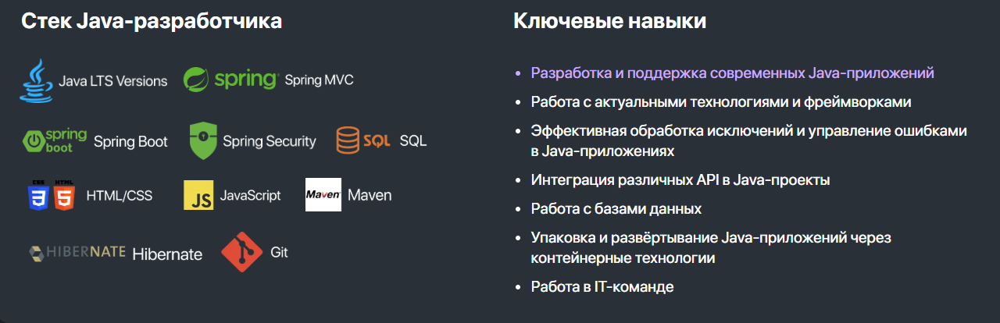 Стек Java-разработчика
Java LTS Versions
spring Spring MVC
spring boot Spring Boot
Spring Security
SQL SQL
CSS 3 HTML 5 HTML/CSS
JS JavaScript
Maven Maven
HIBERNATE Hibernate
Git
Ключевые навыки
• Разработка и поддержка современных Java-приложений
• Работа с актуальными технологиями и фреймворками
• Эффективная обработка исключений и управление ошибками
в Java-приложениях
• Интеграция различных API в Java-проекты
• Работа с базами данных
• Упаковка и развёртывание Java-приложений через
контейнерные технологии
• Работа в IT-команде